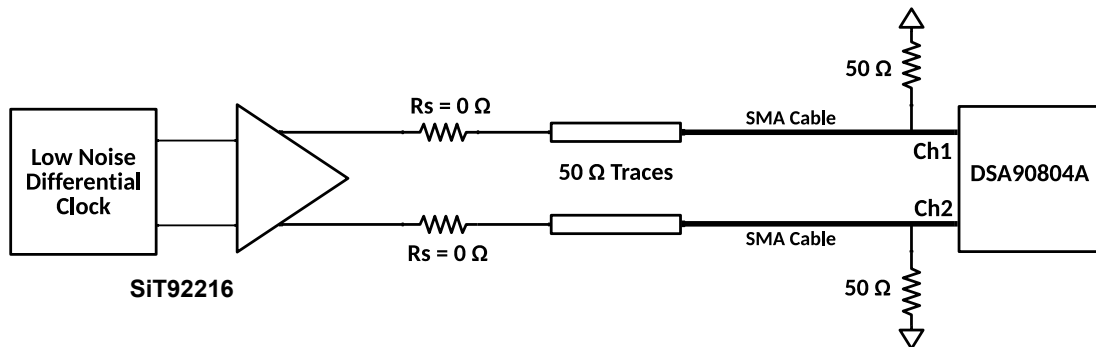 50 Ω
Rs = 0 Ω
SMA Cable
Ch1
Low Noise
Differential
Clock
50 Ω Traces
DSA90804A
Ch2
Rs = 0 Ω
SMA Cable
SiT92216
50 Ω